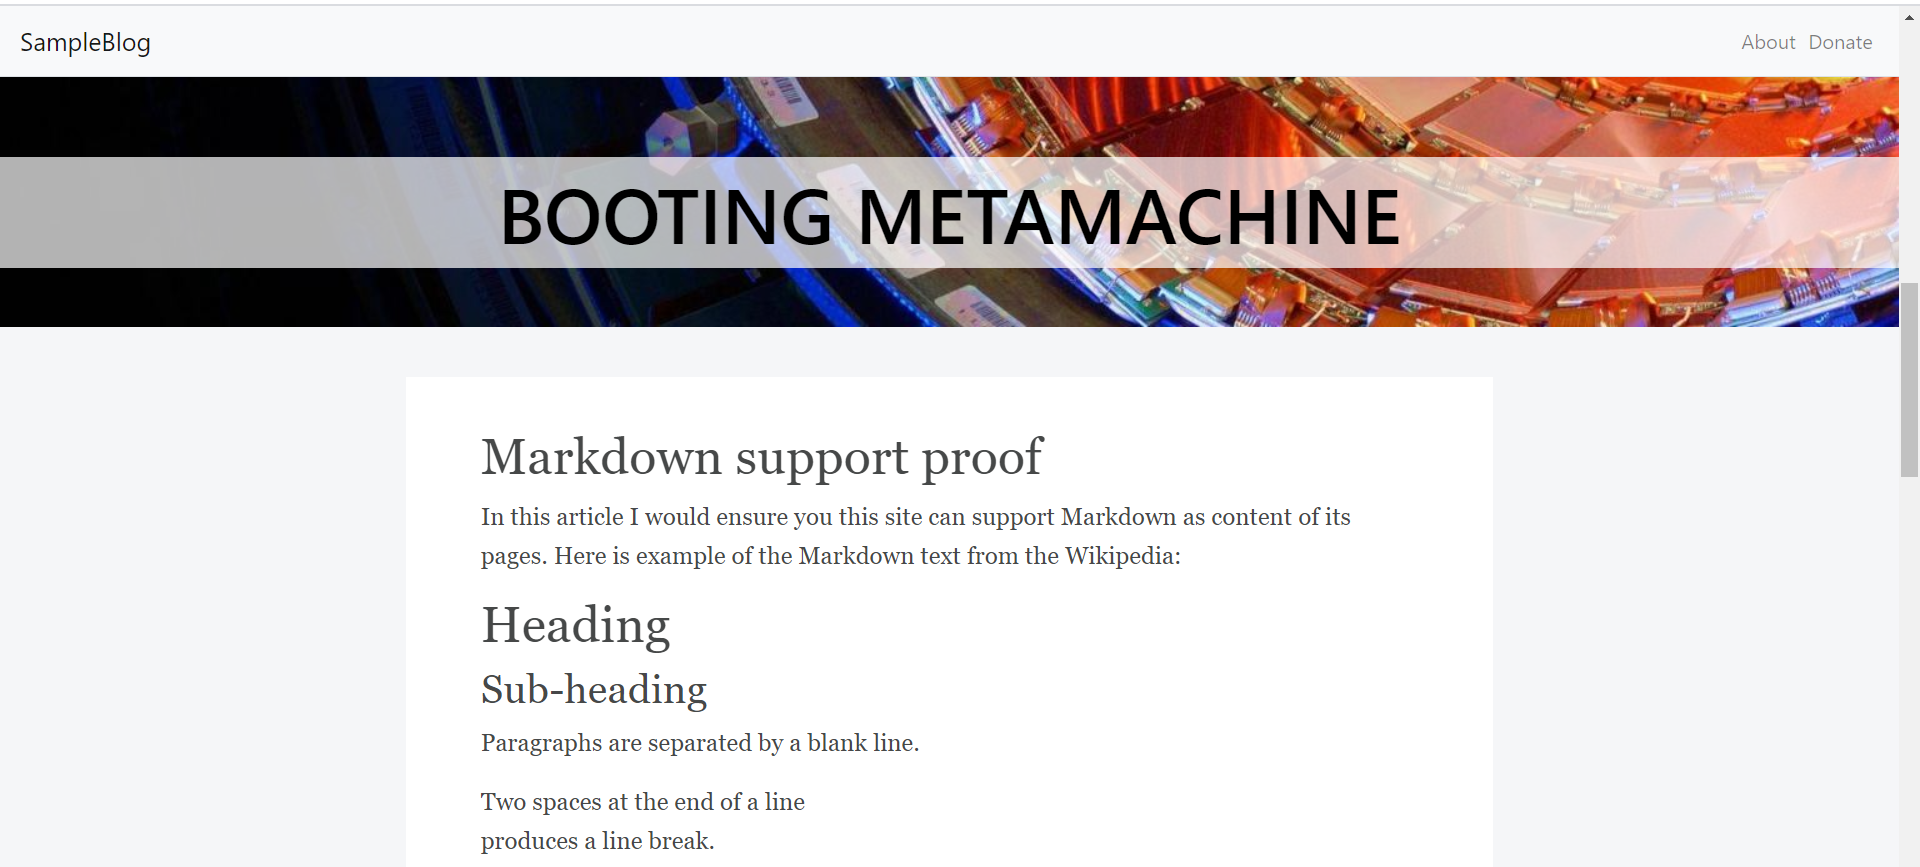 SampleBlog
About Donate
BOOTING METAMACHINE
Markdown support proof
In this article I would ensure you this site can support Markdown as content of its
pages. Here is example of the Markdown text from the Wikipedia:
Heading
Sub-heading
Paragraphs are separated by a blank line.
Two spaces at the end of a line
produces a line break.